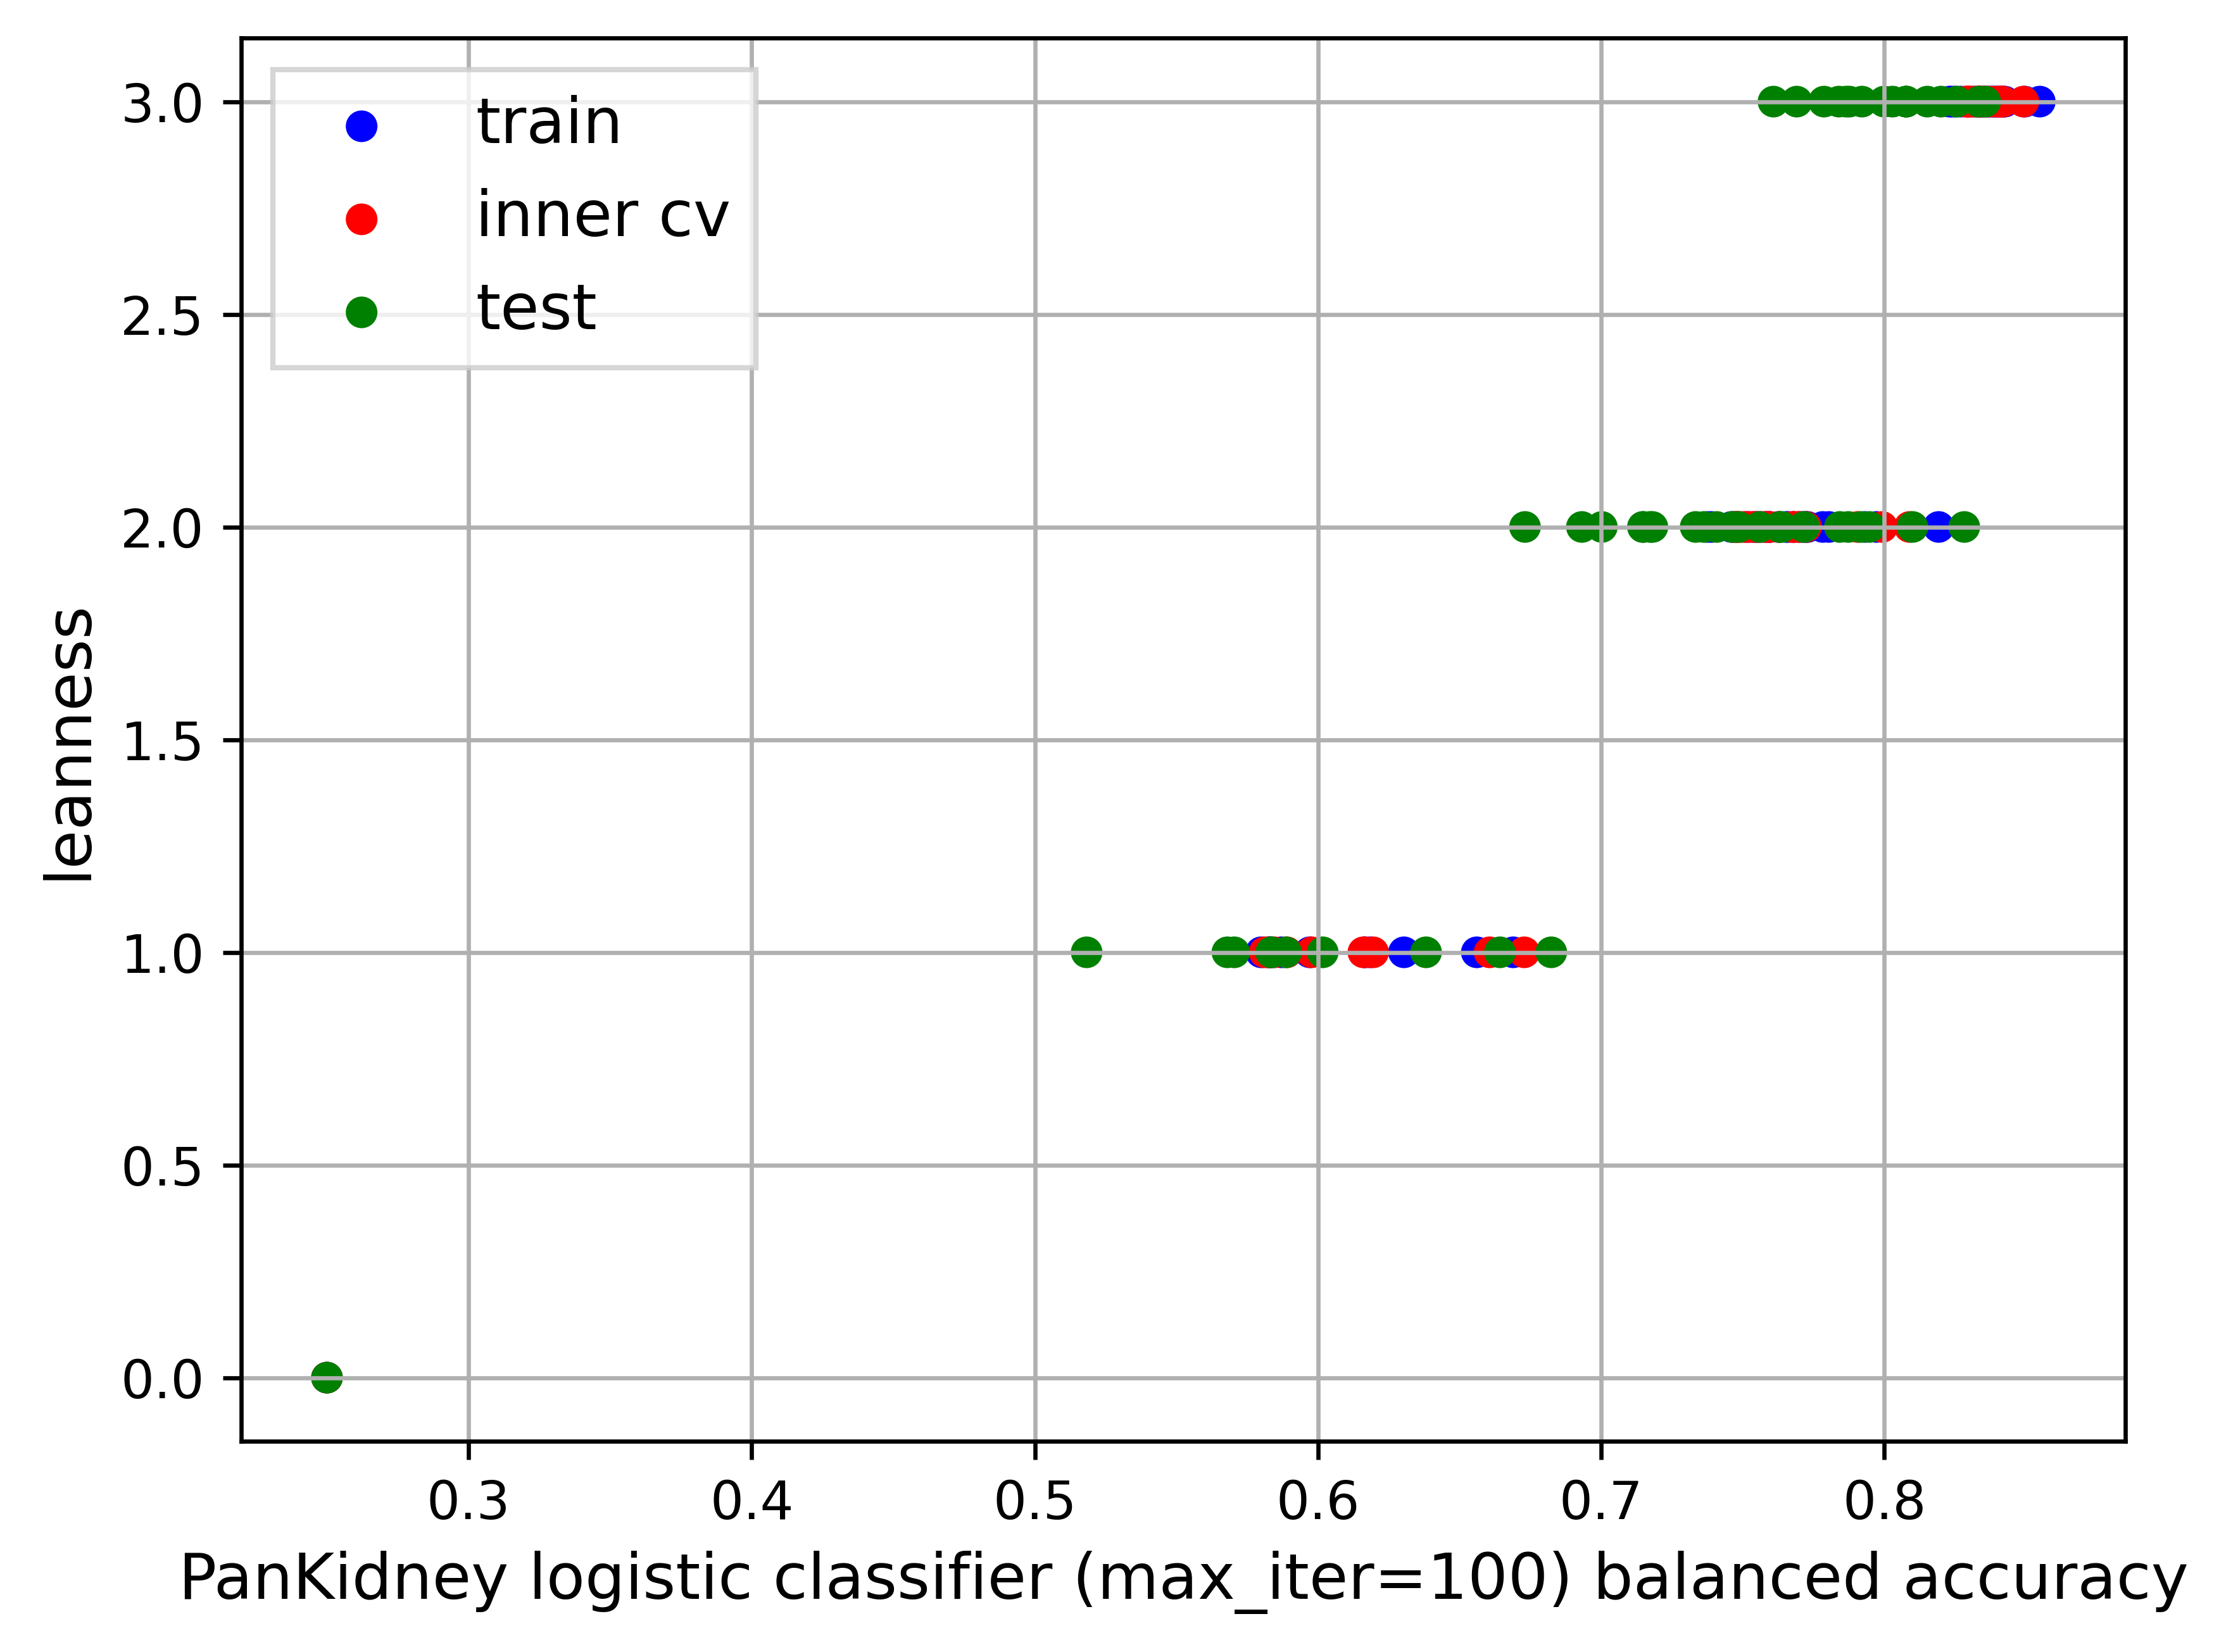 train
inner cv
test
3.0
2.5
2.0
1.5
1.0
0.5
0.0
leanness
0.3 0.4 0.5 0.6 0.7 0.8
PanKidney logistic classifier (max_iter=100) balanced accuracy